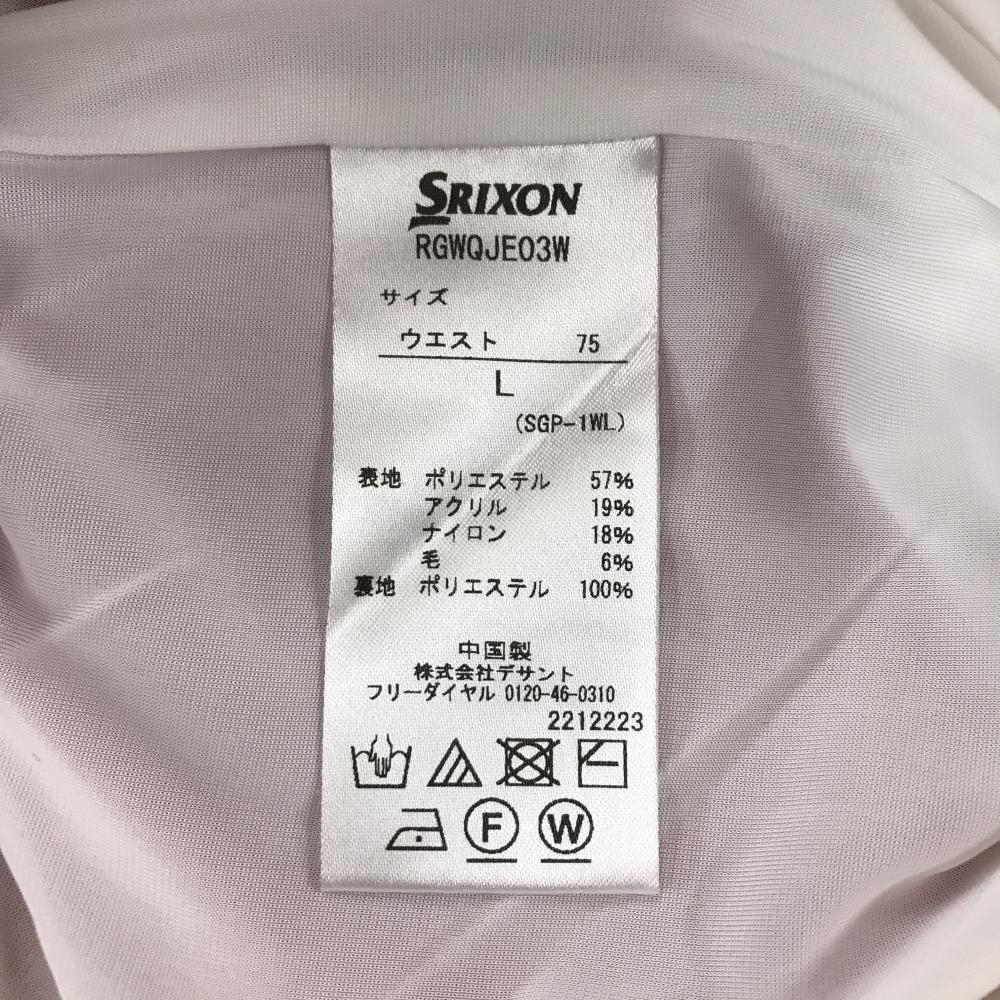 SRIXON
RGWQJE03W
サイズ
ウエスト 75
L
(SGP-1WL)
表地 ポリエステル 57%
アクリル 19%
ナイロン 18%
毛 6%
裏地 ポリエステル 100%
中国製
株式会社デサント
フリーダイヤル 0120-46-0310
2212223
F W